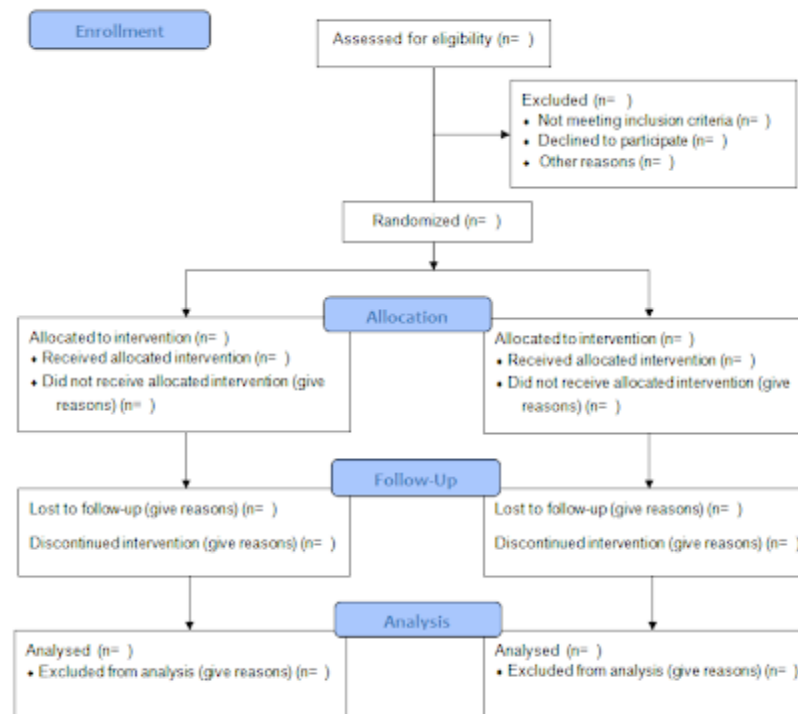 Enrollment
Assessed for eligibility (n= )
Excluded (n= )
♦ Not meeting inclusion criteria (n= )
♦ Declined to participate (n= )
♦ Other reasons (n= )
Randomized (n= )
Allocation
Allocated to intervention (n= )
♦ Received allocated intervention (n= )
♦ Did not receive allocated intervention (give
reasons) (n= )
Allocated to intervention (n= )
♦ Received allocated intervention (n= )
♦ Did not receive allocated intervention (give
reasons) (n= )
Follow-Up
Lost to follow-up (give reasons) (n= )
Discontinued intervention (give reasons) (n= )
Lost to follow-up (give reasons) (n= )
Discontinued intervention (give reasons) (n= )
Analysis
Analysed (n= )
♦ Excluded from analysis (give reasons) (n= )
Analysed (n= )
♦ Excluded from analysis (give reasons) (n= )